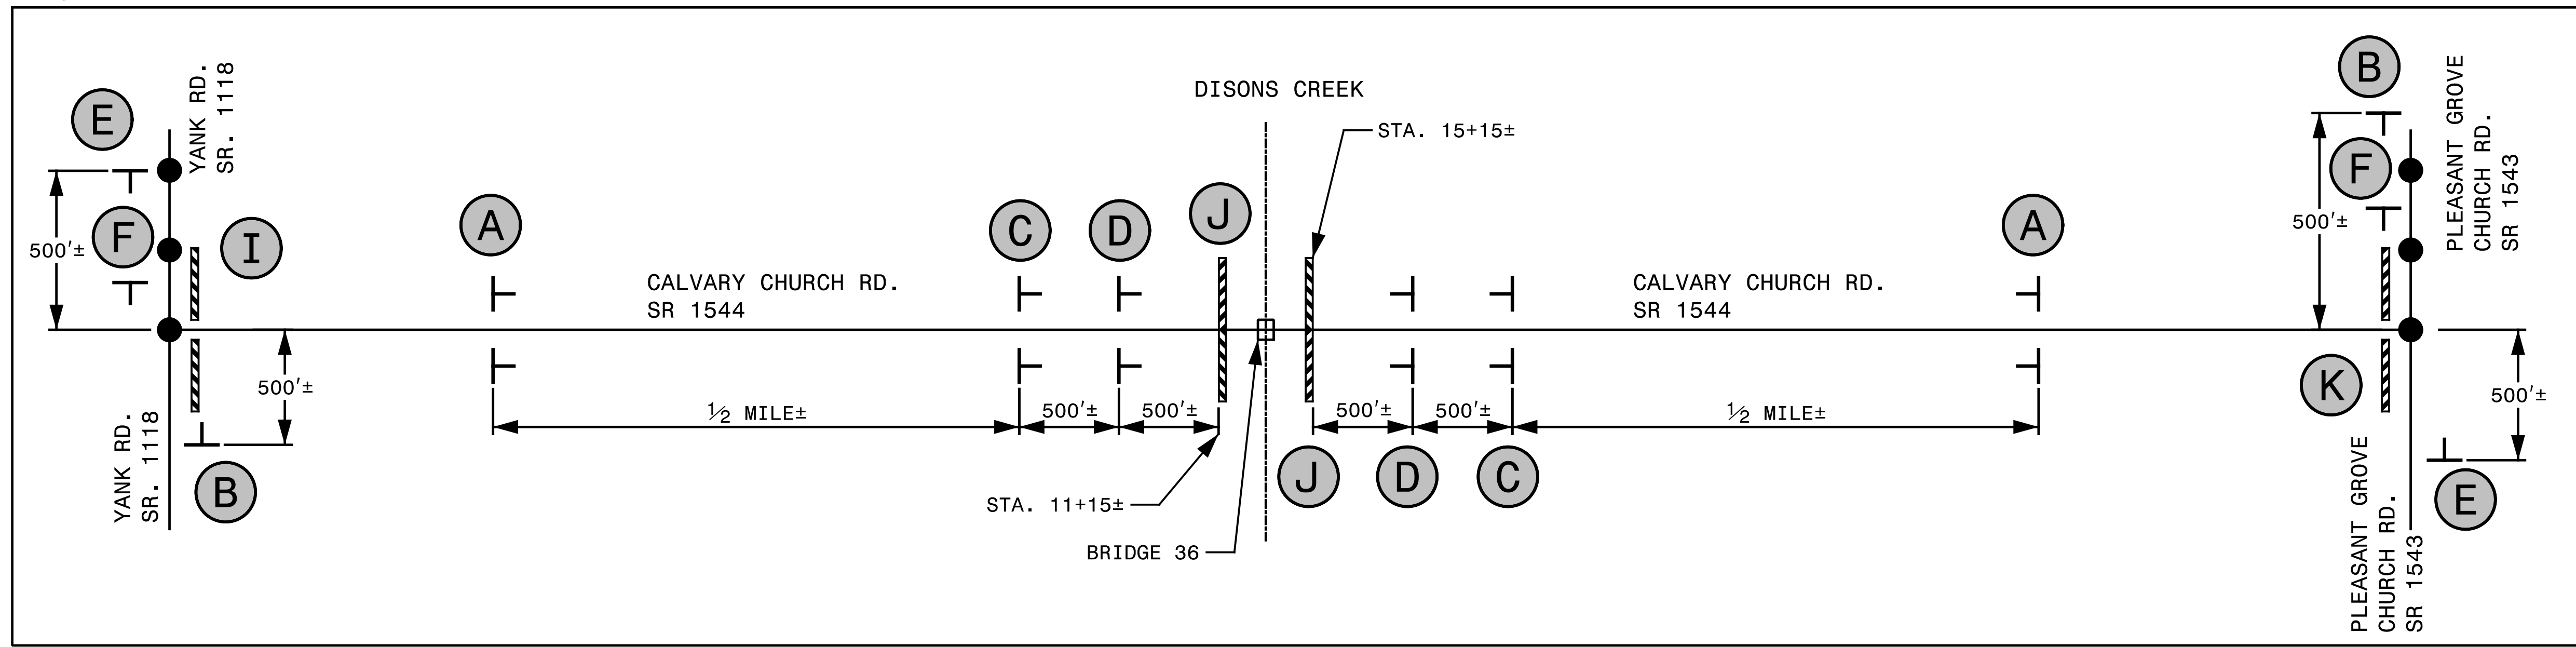 DISONS CREEK
STA. 15+15±
E
YANK RD.
SR. 1118
F
I
500'±
500'±
YANK RD.
SR. 1118
B
A
CALVARY CHURCH RD.
SR 1544
C
D
J
½ MILE±
500'±
500'±
STA. 11+15±
BRIDGE 36
CALVARY CHURCH RD.
SR 1544
A
500'±
500'±
½ MILE±
J
D
C
B
F
PLEASANT GROVE
CHURCH RD.
SR 1543
500'±
K
500'±
E
PLEASANT GROVE
CHURCH RD.
SR 1543